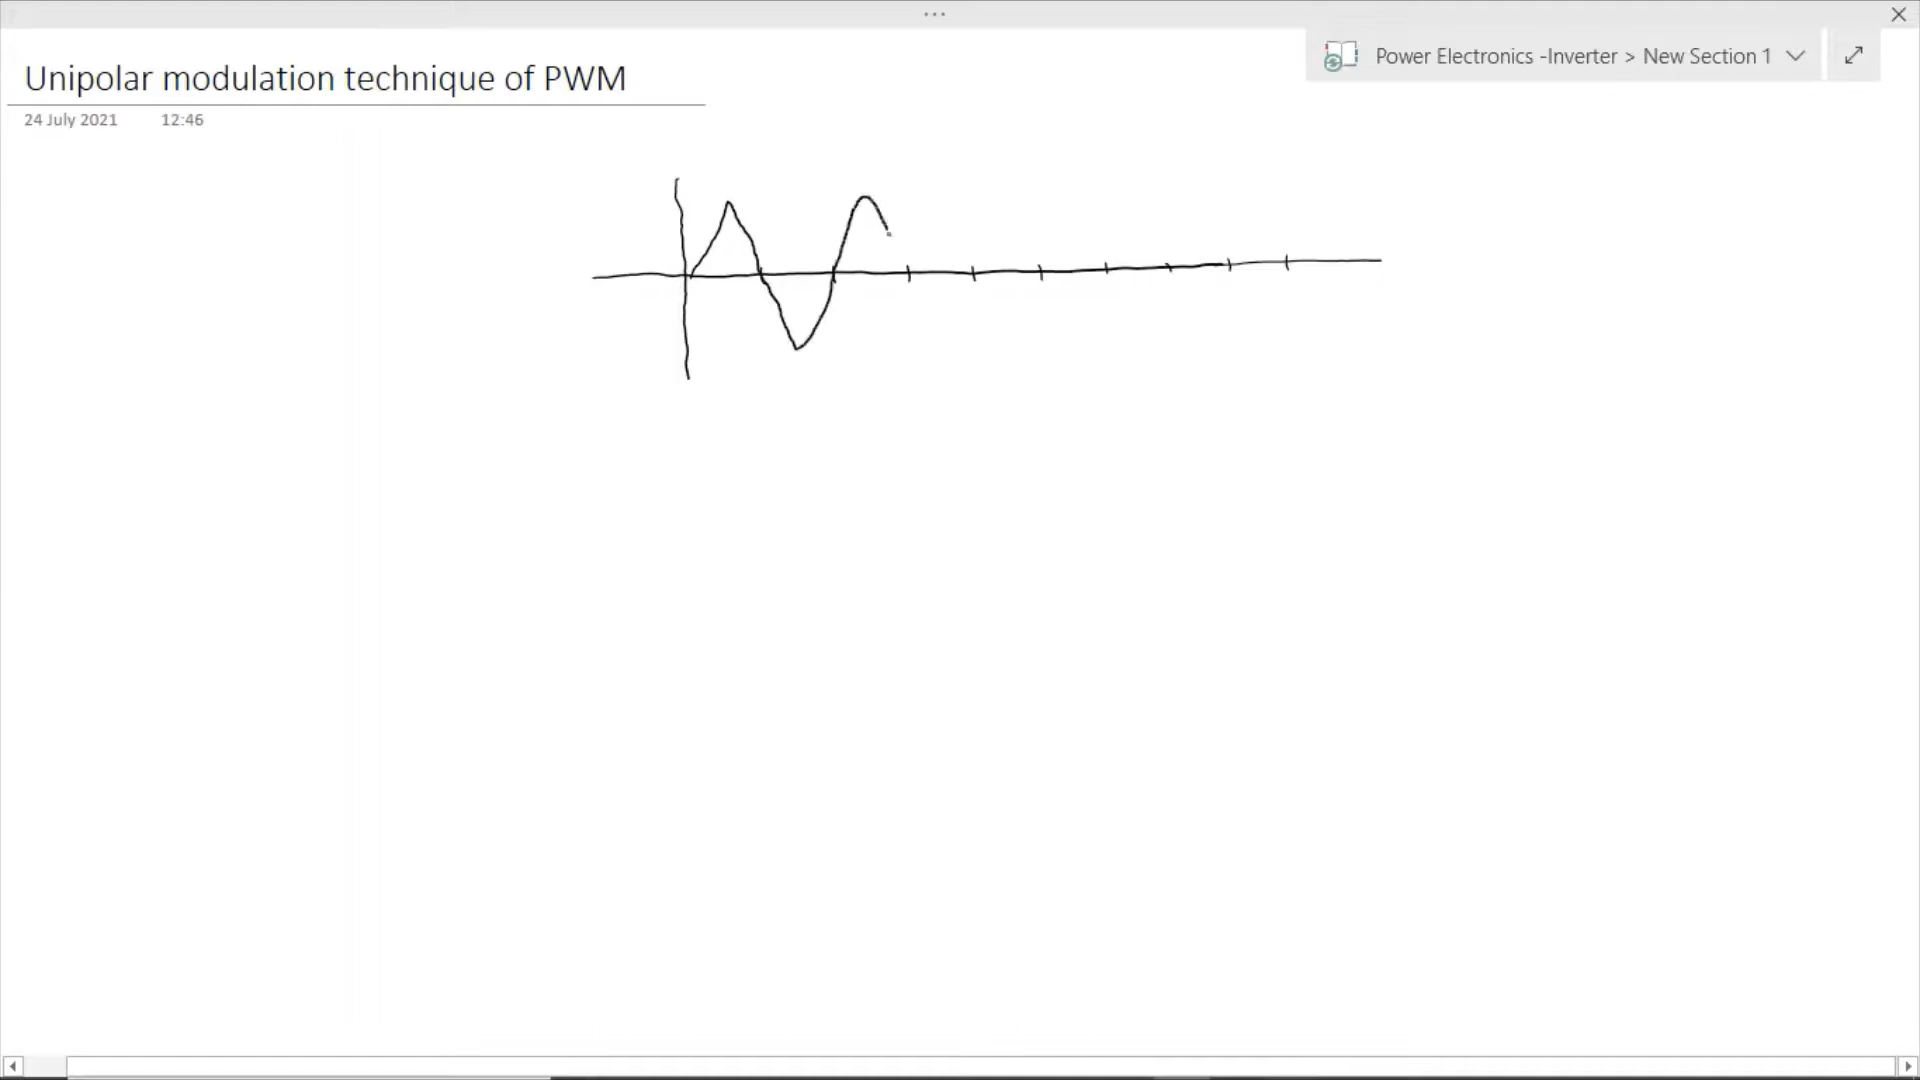 Power Electronics -Inverter > New Section 1
Unipolar modulation technique of PWM
24 July 2021 12:46